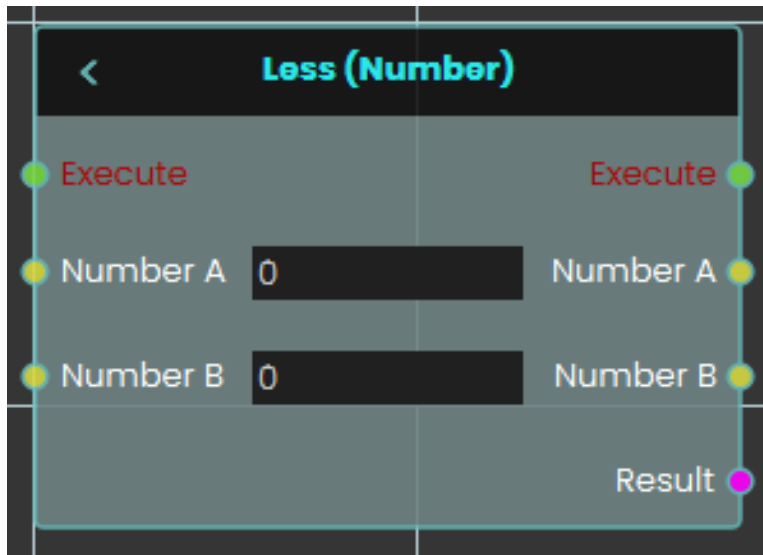 < Less (Number)
Execute Execute
Number A 0 Number A
Number B 0 Number B
Result